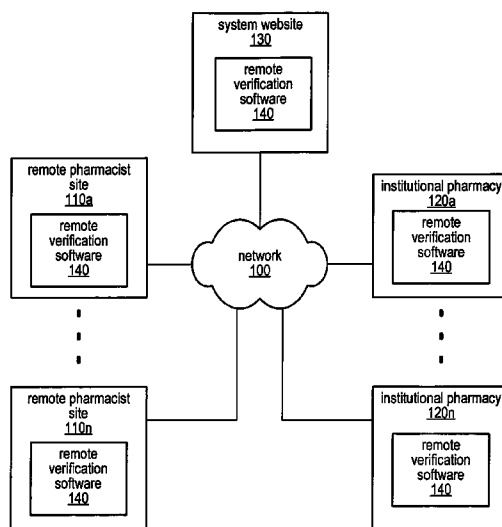 system website
130
remote
verification
software
140
remote pharmacist
site
110a
remote
verification
software
140
network
100
institutional pharmacy
120a
remote
verification
software
140
remote pharmacist
site
110n
remote
verification
software
140
institutional pharmacy
120n
remote
verification
software
140